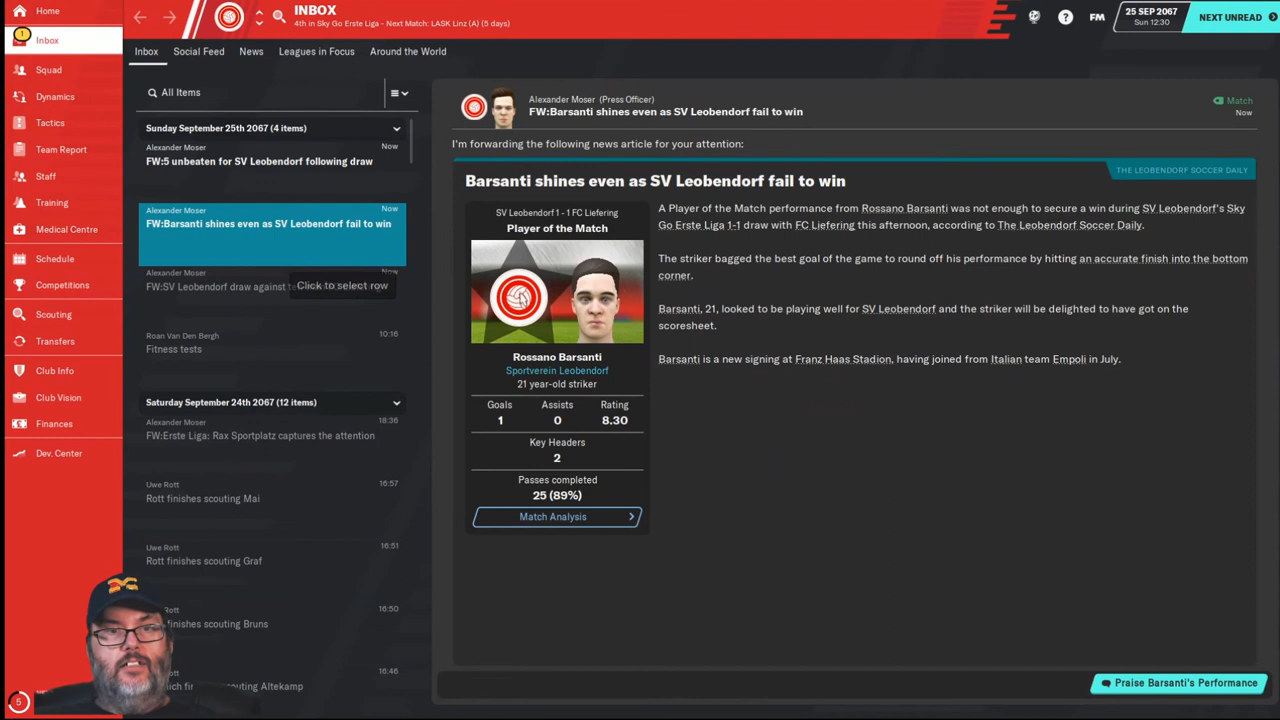 Home
1
Inbox
Squad
Dynamics
Tactics
Team Report
Staff
Training
Medical Centre
Schedule
Competitions
Scouting
Transfers
Club Info
Club Vision
Finances
Dev. Center
5
INBOX
4th in Sky Go Erste Liga - Next Match: LASK Linz (A) (5 days)
?
FM
25 SEP 2067
Sun 12:30
NEXT UNREAD
Inbox
Social Feed
News
Leagues in Focus
Around the World
All Items
Sunday September 25th 2067 (4 items)
Alexander Moser
Now
FW:5 unbeaten for SV Leobendorf following draw
Alexander Moser
Now
FW:Barsanti shines even as SV Leobendorf fail to win
Alexander Moser
Now
FW:SV Leobendorf draw against
Click to select row
Roan Van Den Bergh
10:16
Fitness tests
Saturday September 24th 2067 (12 items)
Alexander Moser
18:36
FW:Erste Liga: Rax Sportplatz captures the attention
Uwe Rott
16:57
Rott finishes scouting Mai
Uwe Rott
16:51
Rott finishes scouting Graf
Rott
16:50
finishes scouting Bruns
16:46
Altekamp
Alexander Moser (Press Officer)
FW:Barsanti shines even as SV Leobendorf fail to win
Match
Now
I'm forwarding the following news article for your attention:
THE LEOBENDORF SOCCER DAILY
Barsanti shines even as SV Leobendorf fail to win
SV Leobendorf 1 - 1 FC Liefering
Player of the Match
Rossano Barsanti
Sportverein Leobendorf
21 year-old striker
Goals
Assists
Rating
1
0
8.30
Key Headers
2
Passes completed
25 (89%)
Match Analysis
A Player of the Match performance from Rossano Barsanti was not enough to secure a win during SV Leobendorf's Sky
Go Erste Liga 1-1 draw with FC Liefering this afternoon, according to The Leobendorf Soccer Daily.
The striker bagged the best goal of the game to round off his performance by hitting an accurate finish into the bottom
corner.
Barsanti, 21, looked to be playing well for SV Leobendorf and the striker will be delighted to have got on the
scoresheet.
Barsanti is a new signing at Franz Haas Stadion, having joined from Italian team Empoli in July.
Praise Barsanti's Performance